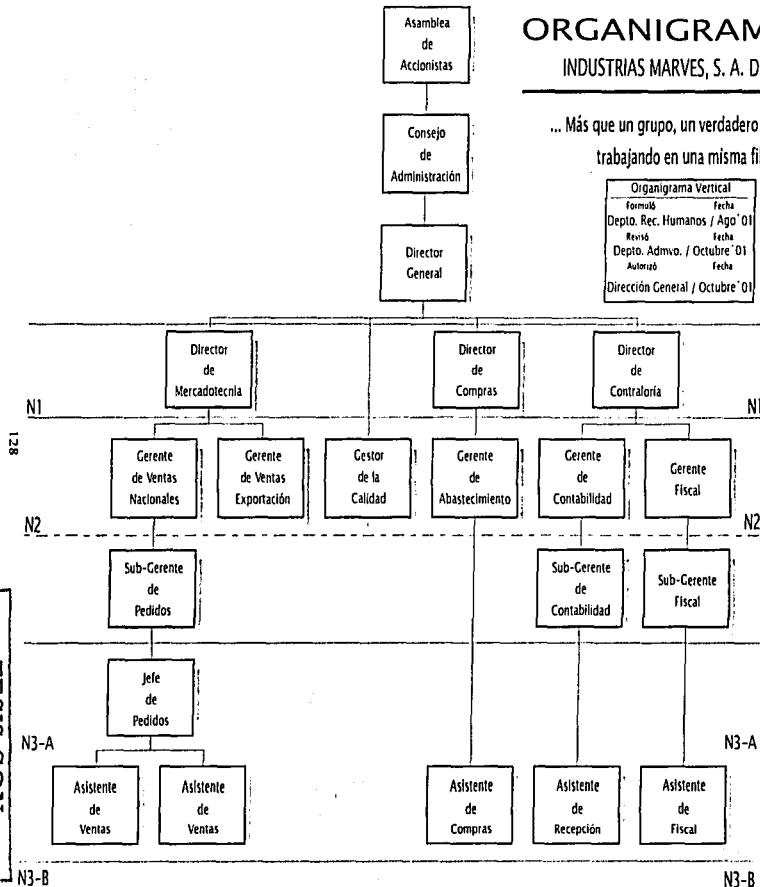 ORGANIGRAM
INDUSTRIAS MARVES, S. A. D
... Más que un grupo, un verdadero
trabajando en una misma fi
Organigrama Vertical
Formuló Fecha
Depto. Rec. Humanos / Ago´01
Revisó Fecha
Depto. Admvo. / Octubre´01
Autorizó Fecha
Dirección General / Octubre´01
Asamblea
de
Accionistas
Consejo
de
Administración
Director
General
Director
de
Mercadotecnia
Director
de
Compras
Director
de
Contraloría
N1
N1
Gerente
de Ventas
Nacionales
Gerente
de Ventas
Exportación
Gestor
de la
Calidad
Gerente
de
Abastecimiento
Gerente
de
Contabilidad
Gerente
Fiscal
128
N2
N2
Sub-Gerente
de
Pedidos
Sub-Gerente
de
Contabilidad
Sub-Gerente
Fiscal
Jefe
de
Pedidos
N3-A
N3-A
Asistente
de
Ventas
Asistente
de
Ventas
Asistente
de
Compras
Asistente
de
Recepción
Asistente
de
Fiscal
N3-B
N3-B